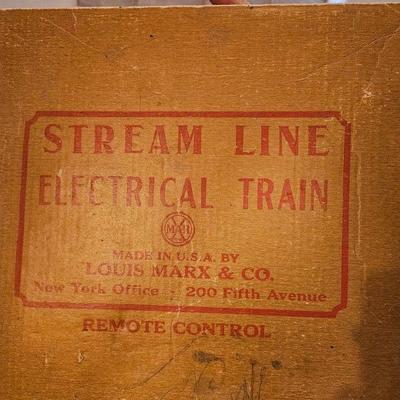 STREAM LINE
ELECTRICAL TRAIN
MAR
MADE IN U.S.A. BY
LOUIS MARX & CO.
New York Office - 200 Fifth Avenue
REMOTE CONTROL